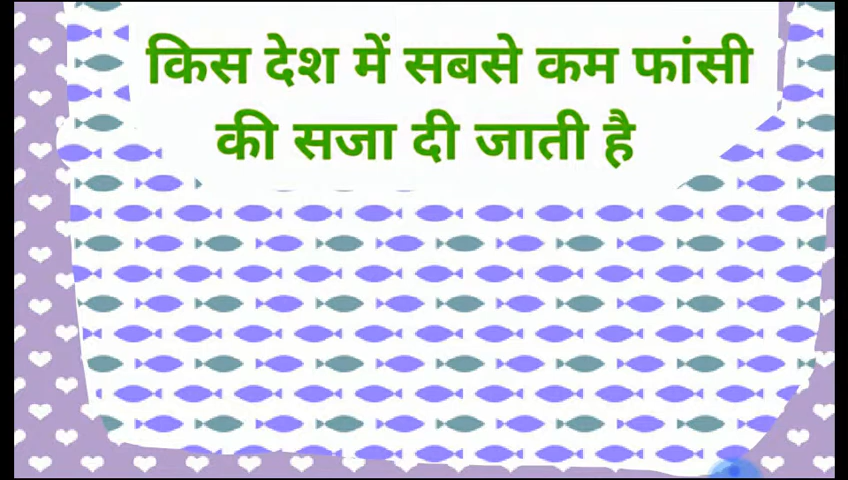 किस देश में सबसे कम फांसी
की सजा दी जाती है